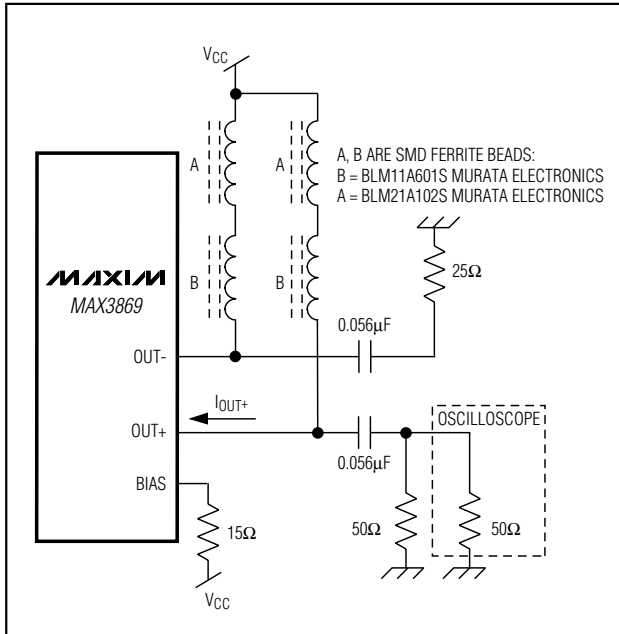 VCC
A
A
A, B ARE SMD FERRITE BEADS:
B = BLM11A601S MURATA ELECTRONICS
A = BLM21A102S MURATA ELECTRONICS
MAXIM
MAX3869
B
B
25Ω
0.056µF
OUT-
IOUT+
OSCILLOSCOPE
OUT+
0.056µF
BIAS
15Ω
50Ω
50Ω
VCC